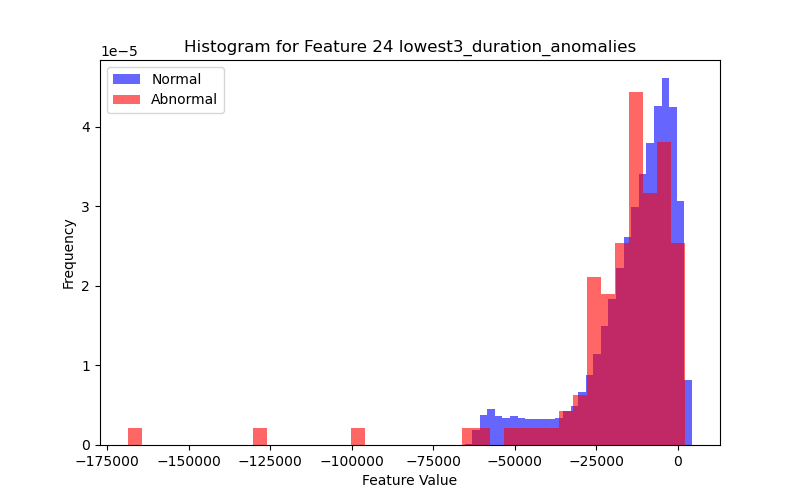 Histogram for Feature 24 lowest3_duration_anomalies
1e−5
Normal
Abnormal
4
3
2
1
0
Frequency
−175000 −150000 −125000 −100000 −75000 −50000 −25000 0
Feature Value